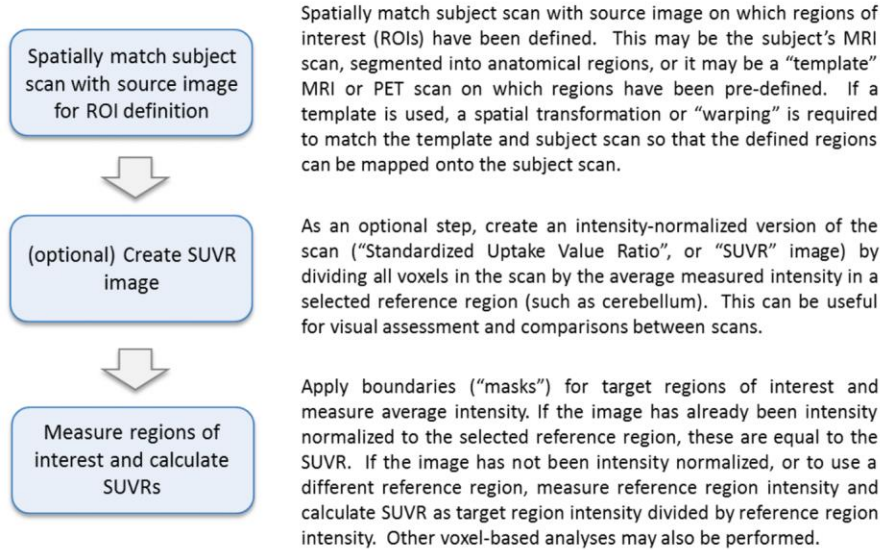 Spatially match subject
scan with source image
for ROI definition
Spatially match subject scan with source image on which regions of
interest (ROIs) have been defined. This may be the subject's MRI
scan, segmented into anatomical regions, or it may be a "template"
MRI or PET scan on which regions have been pre-defined. If a
template is used, a spatial transformation or "warping" is required
to match the template and subject scan so that the defined regions
can be mapped onto the subject scan.
(optional) Create SUVR
image
As an optional step, create an intensity-normalized version of the
scan ("Standardized Uptake Value Ratio", or "SUVR" image) by
dividing all voxels in the scan by the average measured intensity in a
selected reference region (such as cerebellum). This can be useful
for visual assessment and comparisons between scans.
Measure regions of
interest and calculate
SUVRs
Apply boundaries ("masks") for target regions of interest and
measure average intensity. If the image has already been intensity
normalized to the selected reference region, these are equal to the
SUVR. If the image has not been intensity normalized, or to use a
different reference region, measure reference region intensity and
calculate SUVR as target region intensity divided by reference region
intensity. Other voxel-based analyses may also be performed.